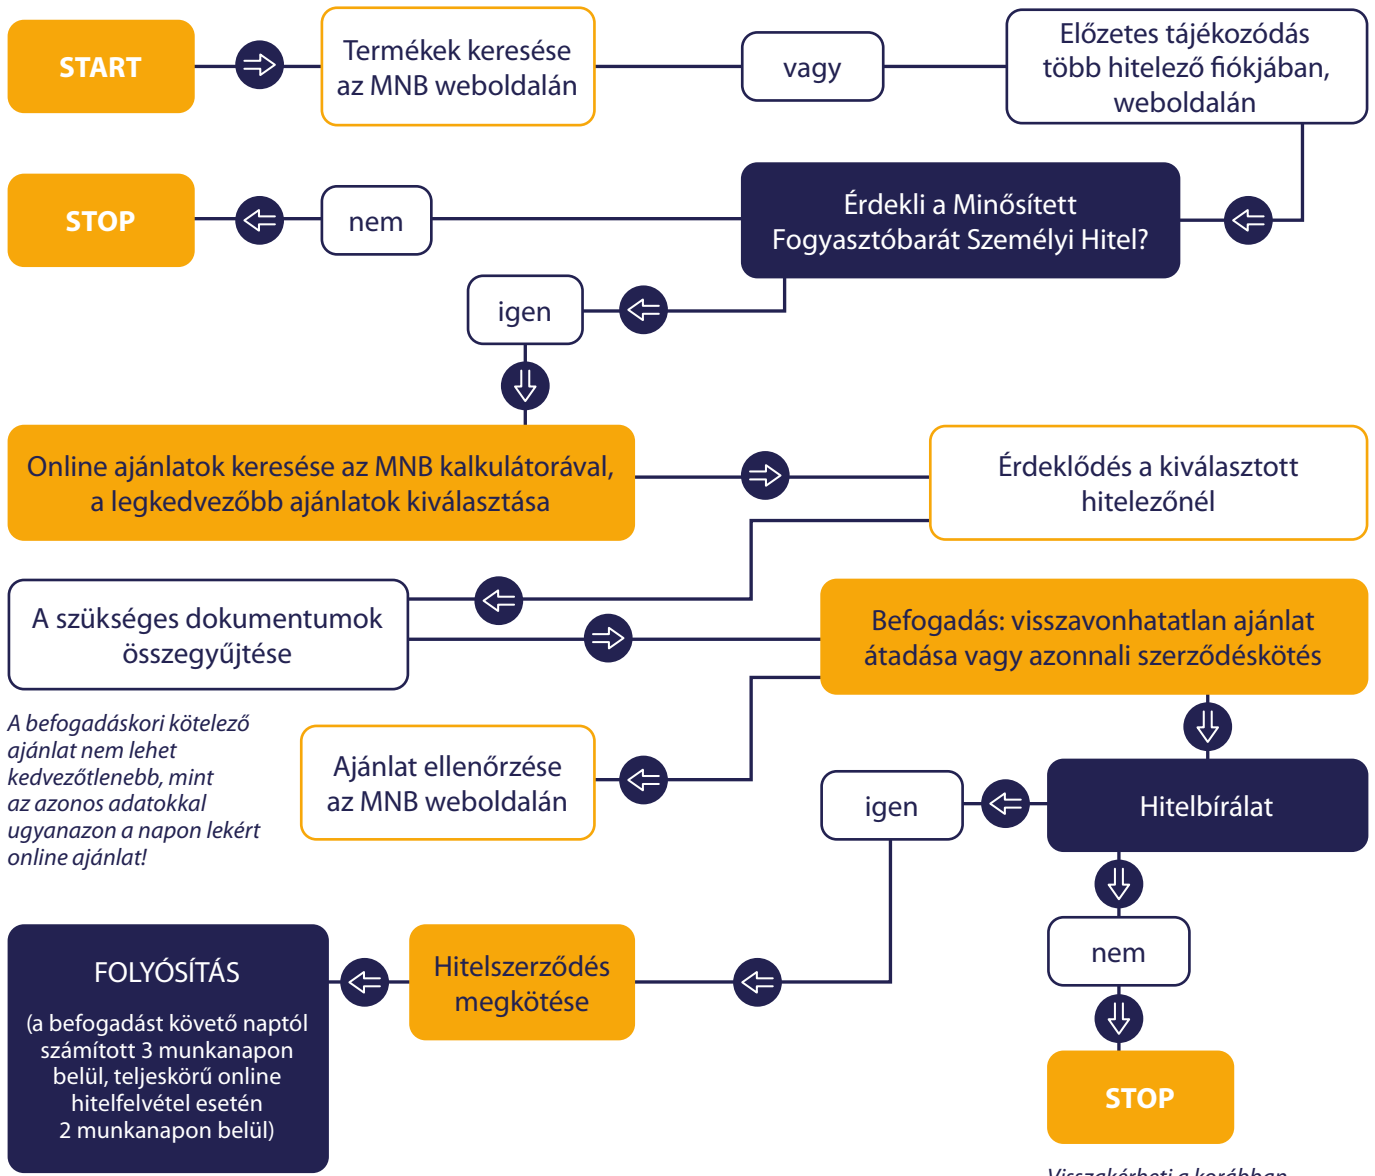 START
Termékek keresése
az MNB weboldalán
vagy
Előzetes tájékozódás
több hitelező fiókjában,
weboldalán
STOP
nem
Érdekli a Minősített
Fogyasztóbarát Személyi Hitel?
igen
Online ajánlatok keresése az MNB kalkulátorával,
a legkedvezőbb ajánlatok kiválasztása
Érdeklődés a kiválasztott
hitelezőnél
A szükséges dokumentumok
összegyűjtése
Befogadás: visszavonhatatlan ajánlat
átadása vagy azonnali szerződéskötés
A befogadáskori kötelező
ajánlat nem lehet
kedvezőtlenebb, mint
az azonos adatokkal
ugyanazon a napon lekért
online ajánlat!
Ajánlat ellenőrzése
az MNB weboldalán
igen
Hitelbírálat
nem
FOLYÓSÍTÁS
(a befogadást követő naptól
számított 3 munkanapon
belül, teljeskörű online
hitelfelvétel esetén
2 munkanapon belül)
Hitelszerződés
megkötése
STOP
Visszakérheti a korábban